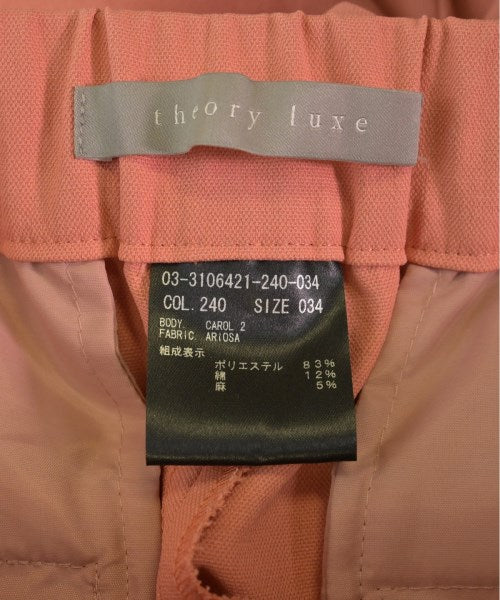 theory luxe
03-3106421-240-034
COL.240 SIZE 034
BODY CAROL 2
FABRIC ARIOSA
組成表示
ポリエステル 83%
綿 12%
麻 5%